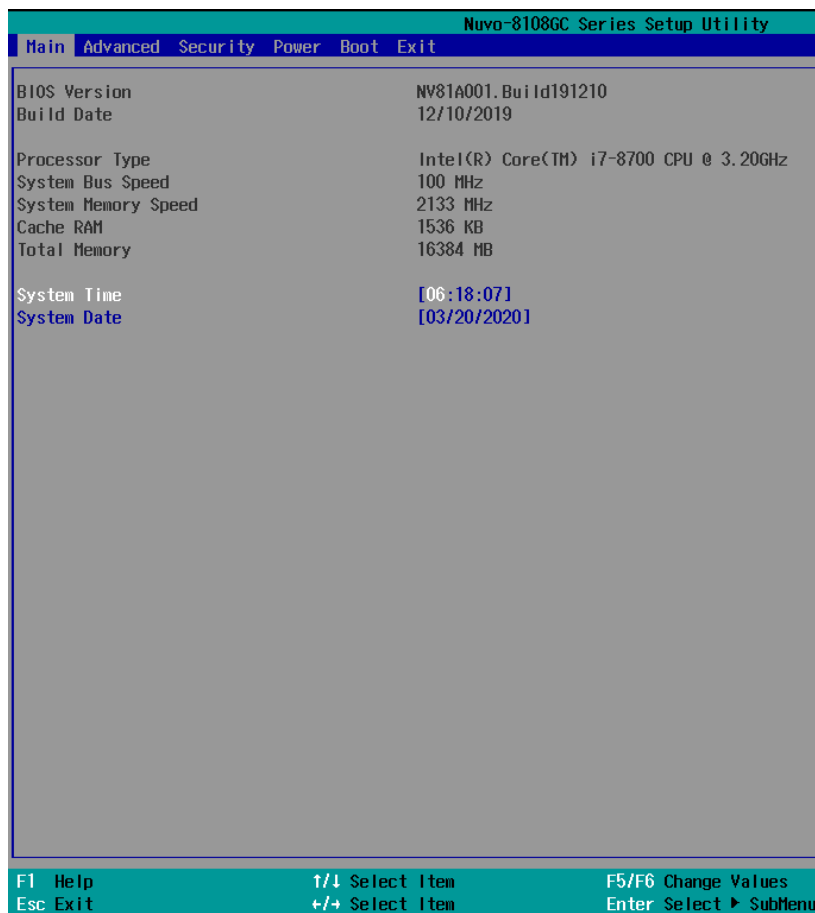 Nuvo-8108GC Series Setup Utility
Main Advanced Security Power Boot Exit
BIOS Version NV81A001.Build191210
Build Date 12/10/2019
Processor Type Intel(R) Core(TM) i7-8700 CPU @ 3.20GHz
System Bus Speed 100 MHz
System Memory Speed 2133 MHz
Cache RAM 1536 KB
Total Memory 16384 MB
System Time [06:18:07]
System Date [03/20/2020]
F1 Help ↑/↓ Select Item F5/F6 Change Values
Esc Exit ←/→ Select Item Enter Select ▶ SubMenu